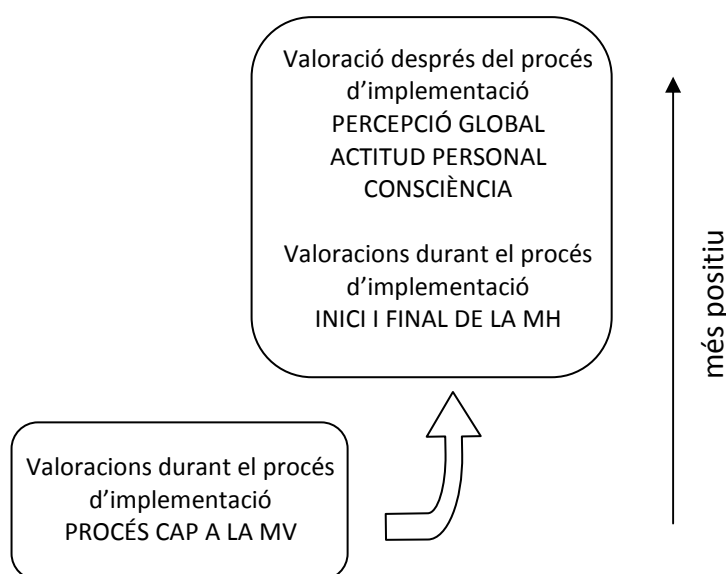 Valoració després del procés
d’implementació
PERCEPCIÓ GLOBAL
ACTITUD PERSONAL
CONSCIÈNCIA
Valoracions durant el procés
d’implementació
INICI I FINAL DE LA MH
més positiu
Valoracions durant el procés
d’implementació
PROCÉS CAP A LA MV